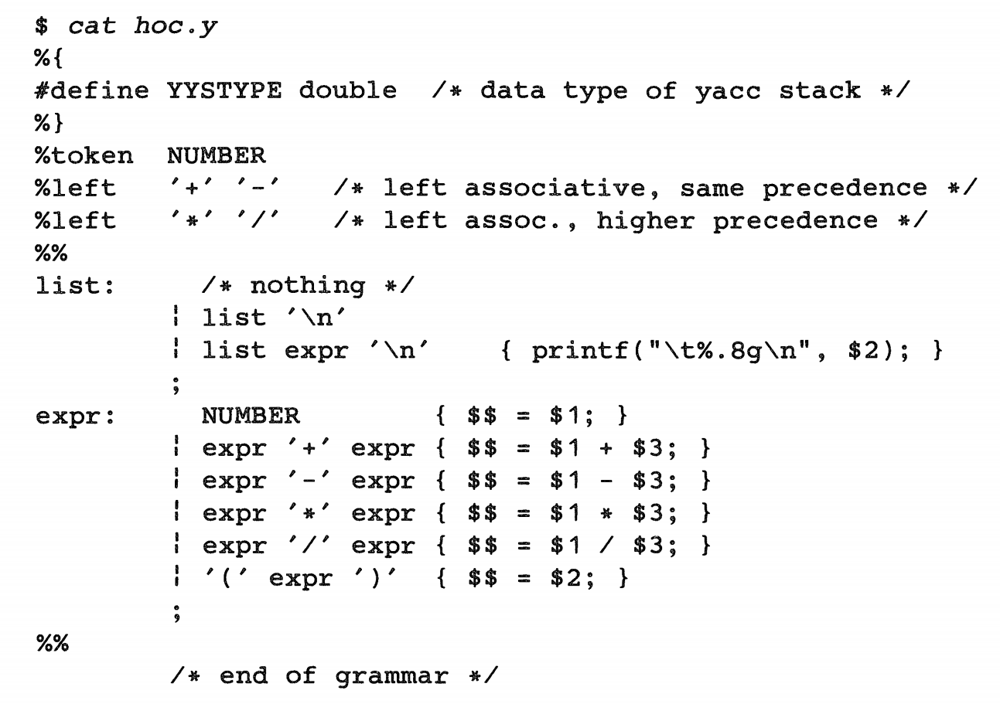 $ cat hoc.y
%{
#define YYSTYPE double  /* data type of yacc stack */
%}
%token  NUMBER
%left   '+' '-'   /* left associative, same precedence */
%left   '*' '/'   /* left assoc., higher precedence */
%%
list:     /* nothing */
        | list '\n'
        | list expr '\n'    { printf("\t%.8g\n", $2); }
        ;
expr:     NUMBER        { $$ = $1; }
        | expr '+' expr { $$ = $1 + $3; }
        | expr '-' expr { $$ = $1 - $3; }
        | expr '*' expr { $$ = $1 * $3; }
        | expr '/' expr { $$ = $1 / $3; }
        | '(' expr ')'  { $$ = $2; }
        ;
%%
        /* end of grammar */